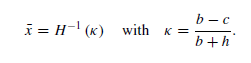 x̄ = H⁻¹ (κ) with κ = (b − c) / (b + h).